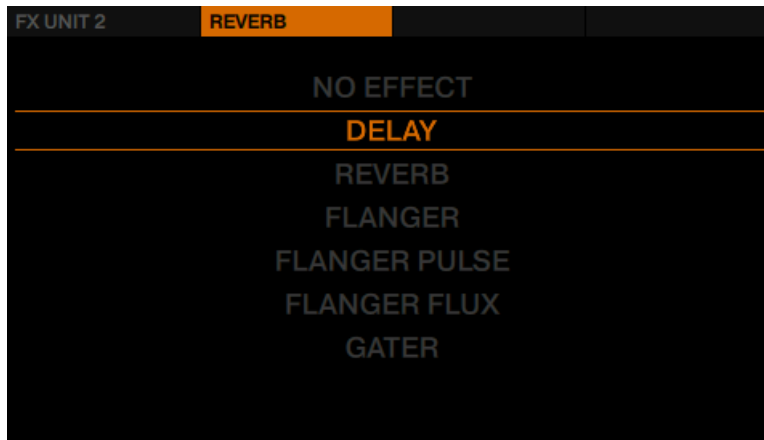 FX UNIT 2 REVERB
NO EFFECT
DELAY
REVERB
FLANGER
FLANGER PULSE
FLANGER FLUX
GATER